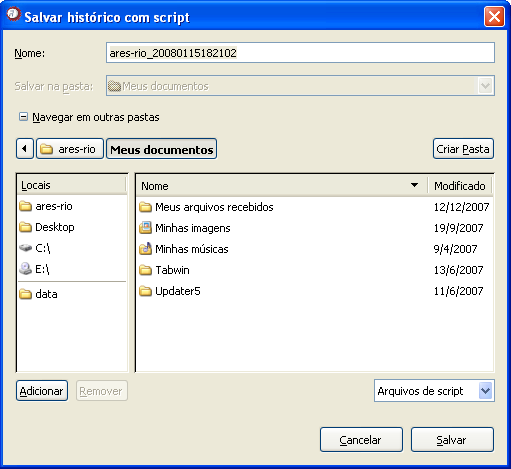 Salvar histórico com script
Nome: ares-rio_20080115182102
Salvar na pasta: Meus documentos
Navegar em outras pastas
ares-rio Meus documentos Criar Pasta
Locais Nome Modificado
ares-rio Meus arquivos recebidos 12/12/2007
Desktop Minhas imagens 19/9/2007
C:\ Minhas músicas 9/4/2007
E:\ Tabwin 13/6/2007
data Updater5 11/6/2007
Adicionar Remover Arquivos de script
Cancelar Salvar